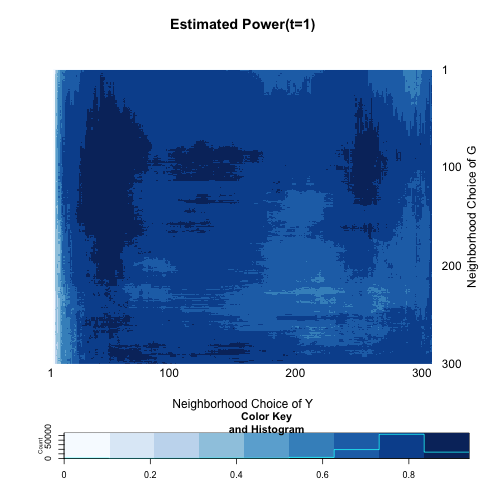 Estimated Power(t=1)
1
100
200
300
Neighborhood Choice of G
1 100 200 300
Neighborhood Choice of Y
Color Key
and Histogram
Count
0 50000
0 0.2 0.4 0.6 0.8